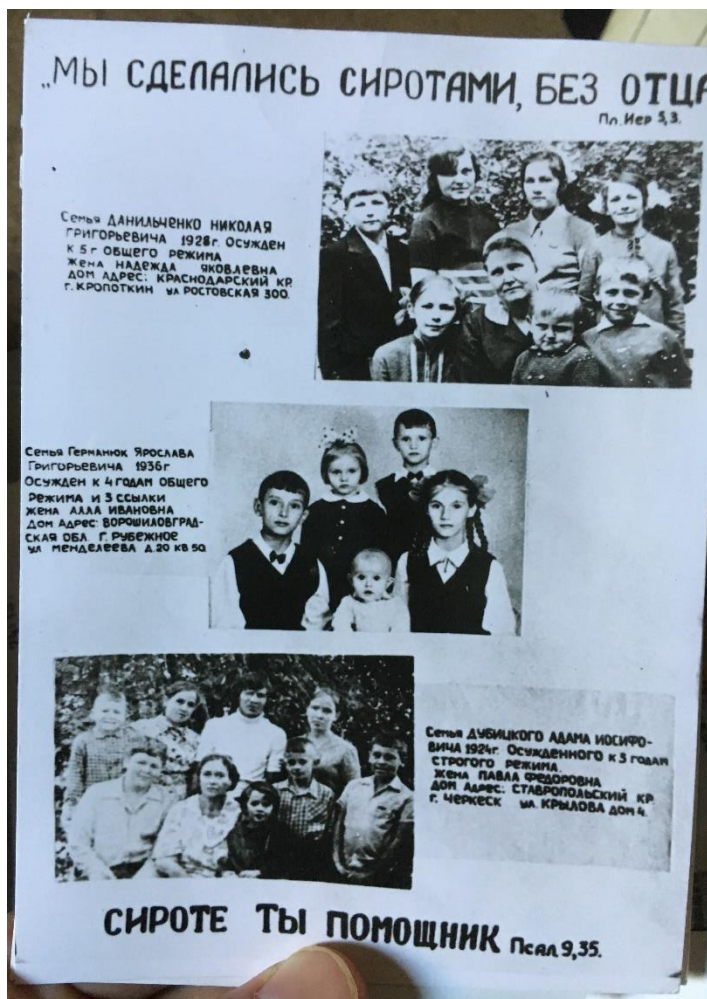 „МЫ СДЕЛАЛИСЬ СИРОТАМИ, БЕЗ ОТЦА
Пл. Иер 5,3.
Семья ДАНИЛЬЧЕНКО НИКОЛАЯ
ГРИГОРЬЕВИЧА 1928г. ОСУЖДЕН
К 5 г ОБЩЕГО РЕЖИМА
ЖЕНА НАДЕЖДА ЯКОВЛЕВНА
ДОМ АДРЕС: КРАСНОДАРСКИЙ КР.
г. КРОПОТКИН ул РОСТОВСКАЯ 300.
Семья ГЕРМАНЮК ЯРОСЛАВА
ГРИГОРЬЕВИЧА 1936г
ОСУЖДЕН К 4 ГОДАМ ОБЩЕГО
РЕЖИМА И 3 ССЫЛКИ
ЖЕНА АЛЛА ИВАНОВНА
ДОМ АДРЕС: ВОРОШИЛОВГРАД-
СКАЯ ОБЛ. Г. РУБЕЖНОЕ
УЛ МЕНДЕЛЕЕВА Д.20 КВ 50
Семья ДУБИЦКОГО АДАМА ИОСИФО-
ВИЧА 1924г. ОСУЖДЕННОГО К 5 ГОДАМ
СТРОГОГО РЕЖИМА
ЖЕНА ПАВЛА ФЕДОРОВНА
ДОМ АДРЕС: СТАВРОПОЛЬСКИЙ КР
г. ЧЕРКЕСК ул. КРЫЛОВА ДОМ 4.
СИРОТЕ ТЫ ПОМОЩНИК Псал 9,35.